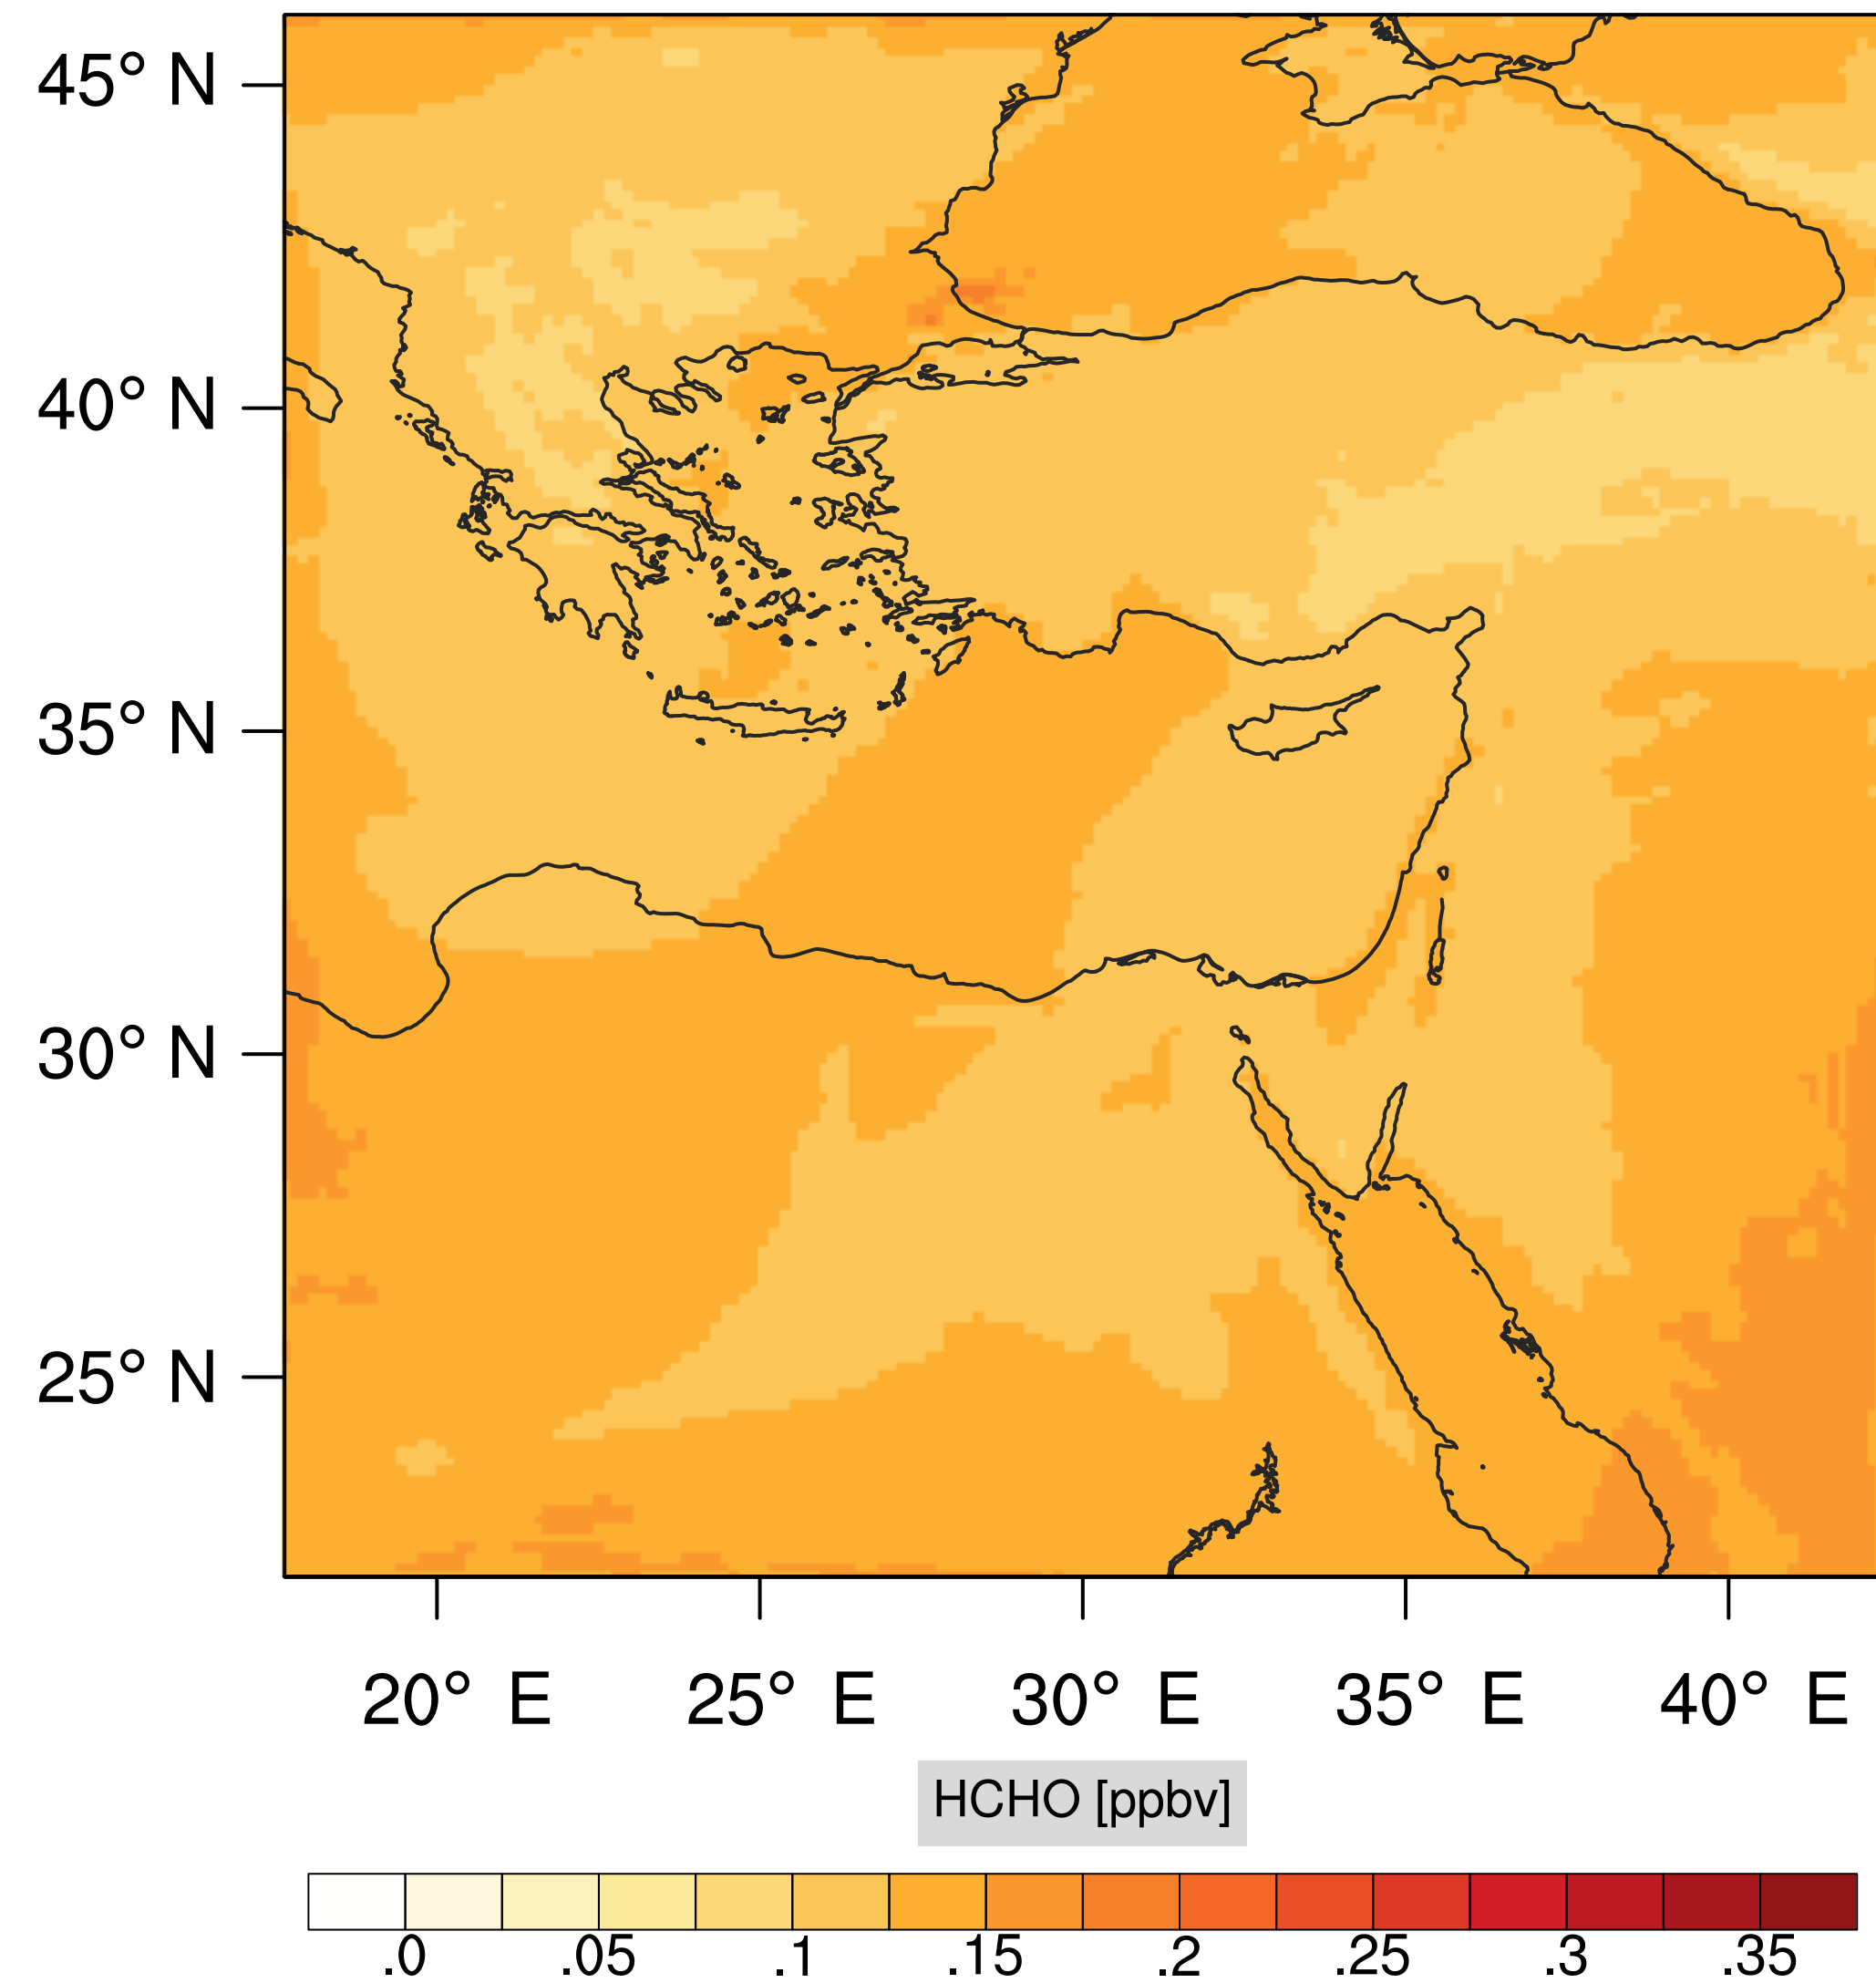 45° N
40° N
35° N
30° N
25° N
20° E 25° E 30° E 35° E 40° E
HCHO [ppbv]
.0 .05 .1 .15 .2 .25 .3 .35